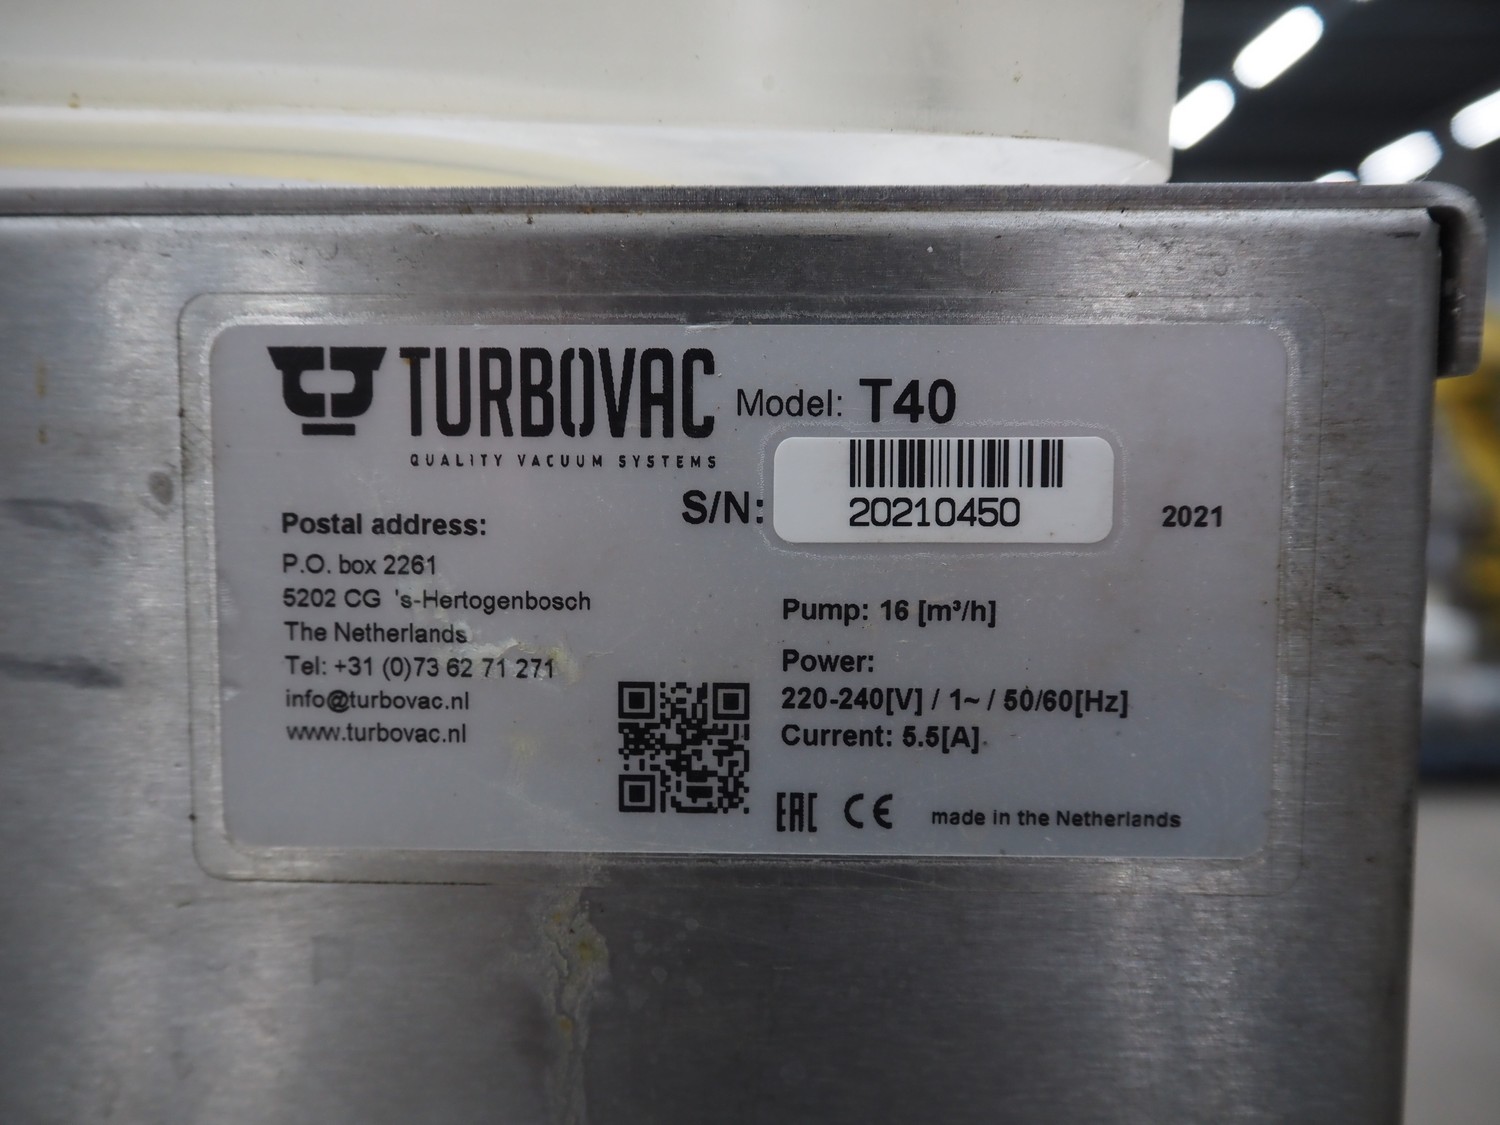 TURBOVAC
QUALITY VACUUM SYSTEMS
Model: T40
S/N: 20210450
2021
Postal address:
P.O. box 2261
5202 CG 's-Hertogenbosch
The Netherlands
Tel: +31 (0)73 62 71 271
info@turbovac.nl
www.turbovac.nl
Pump: 16 [m³/h]
Power:
220-240[V] / 1~ / 50/60[Hz]
Current: 5.5[A]
EAC CE made in the Netherlands